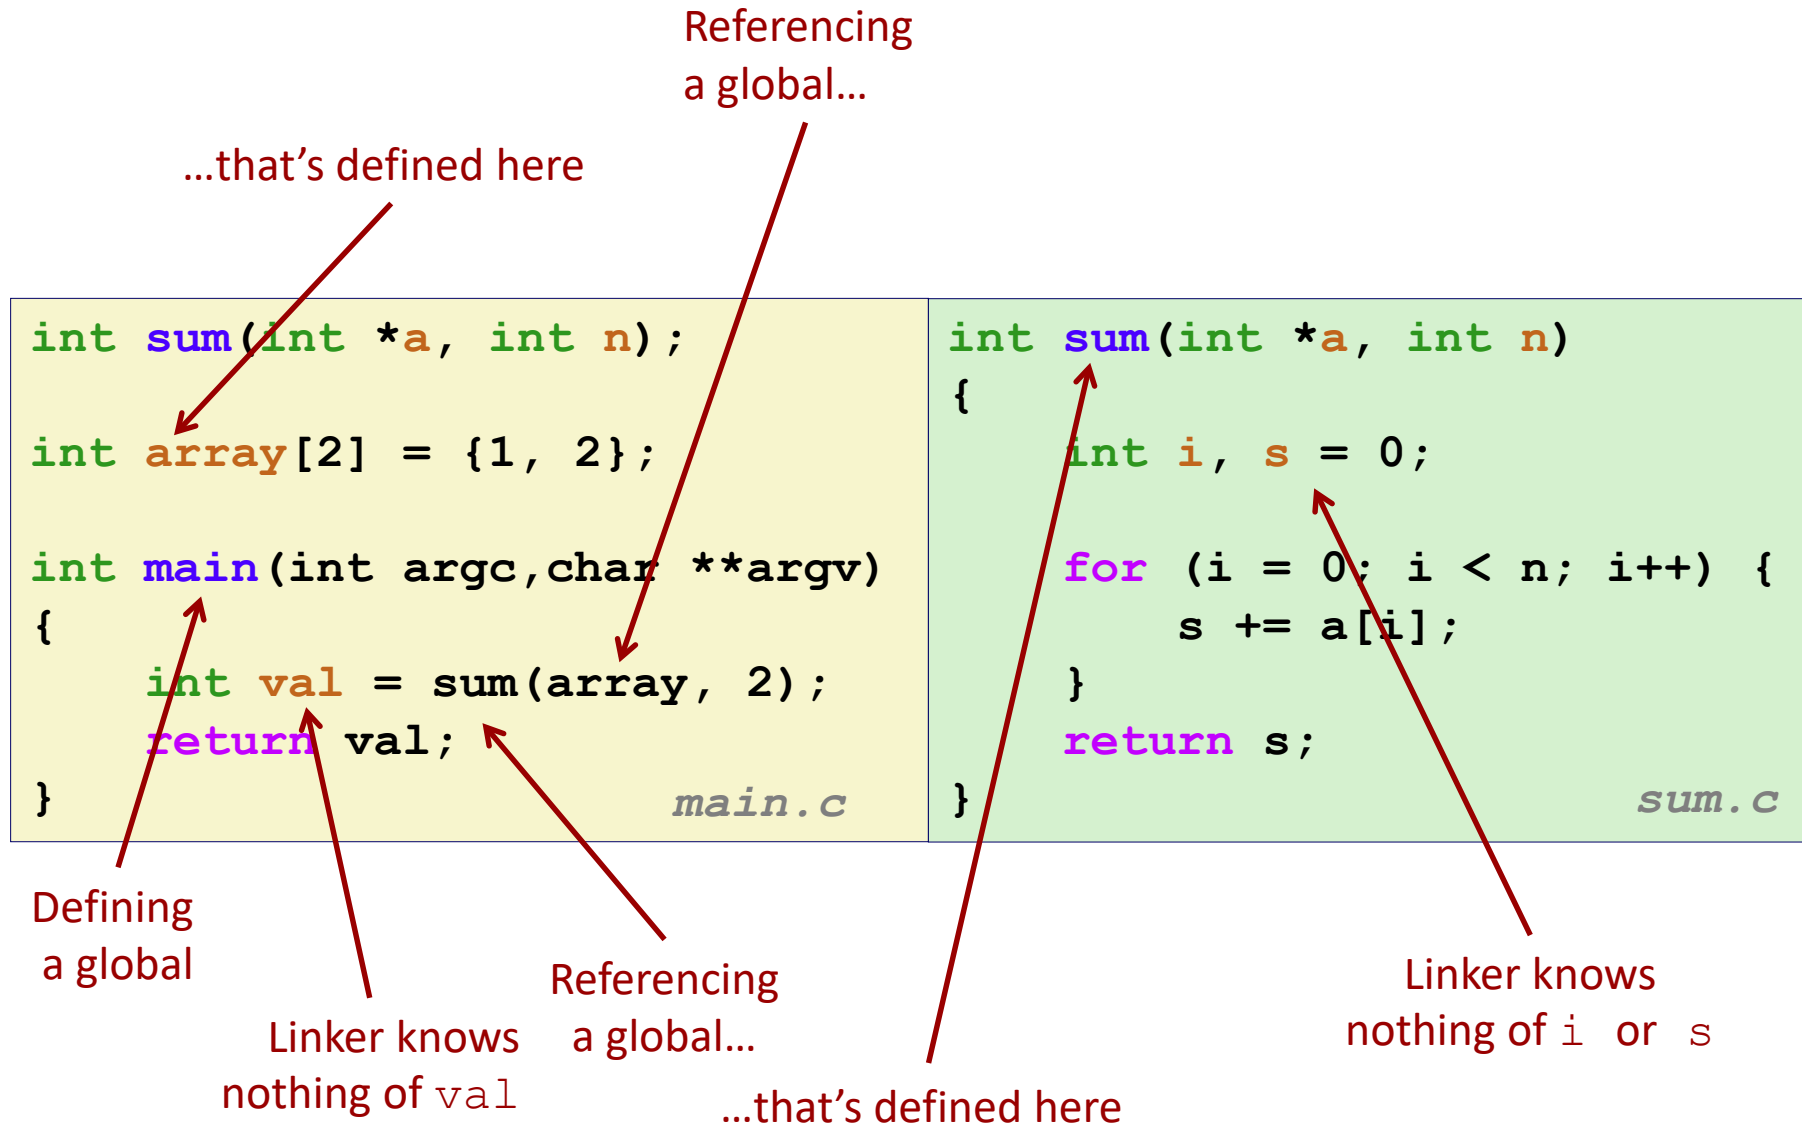 Referencing
a global…
…that’s defined here
int sum(int *a, int n);
int array[2] = {1, 2};
int main(int argc,char **argv)
{
    int val = sum(array, 2);
    return val;
}
main.c
int sum(int *a, int n)
{
    int i, s = 0;
    for (i = 0; i < n; i++) {
        s += a[i];
    }
    return s;
}
sum.c
Defining
a global
Linker knows
nothing of val
Referencing
a global…
…that’s defined here
Linker knows
nothing of i or s